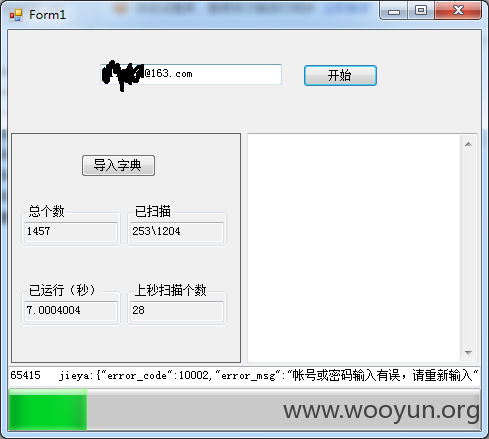 Form1
@163.com
开始
导入字典
总个数
已扫描
1457
253\1204
已运行（秒）
上秒扫描个数
7.0004004
28
65415 jieya:{"error_code":10002,"error_msg":"帐号或密码输入有误，请重新输入"
www.wooyun.org